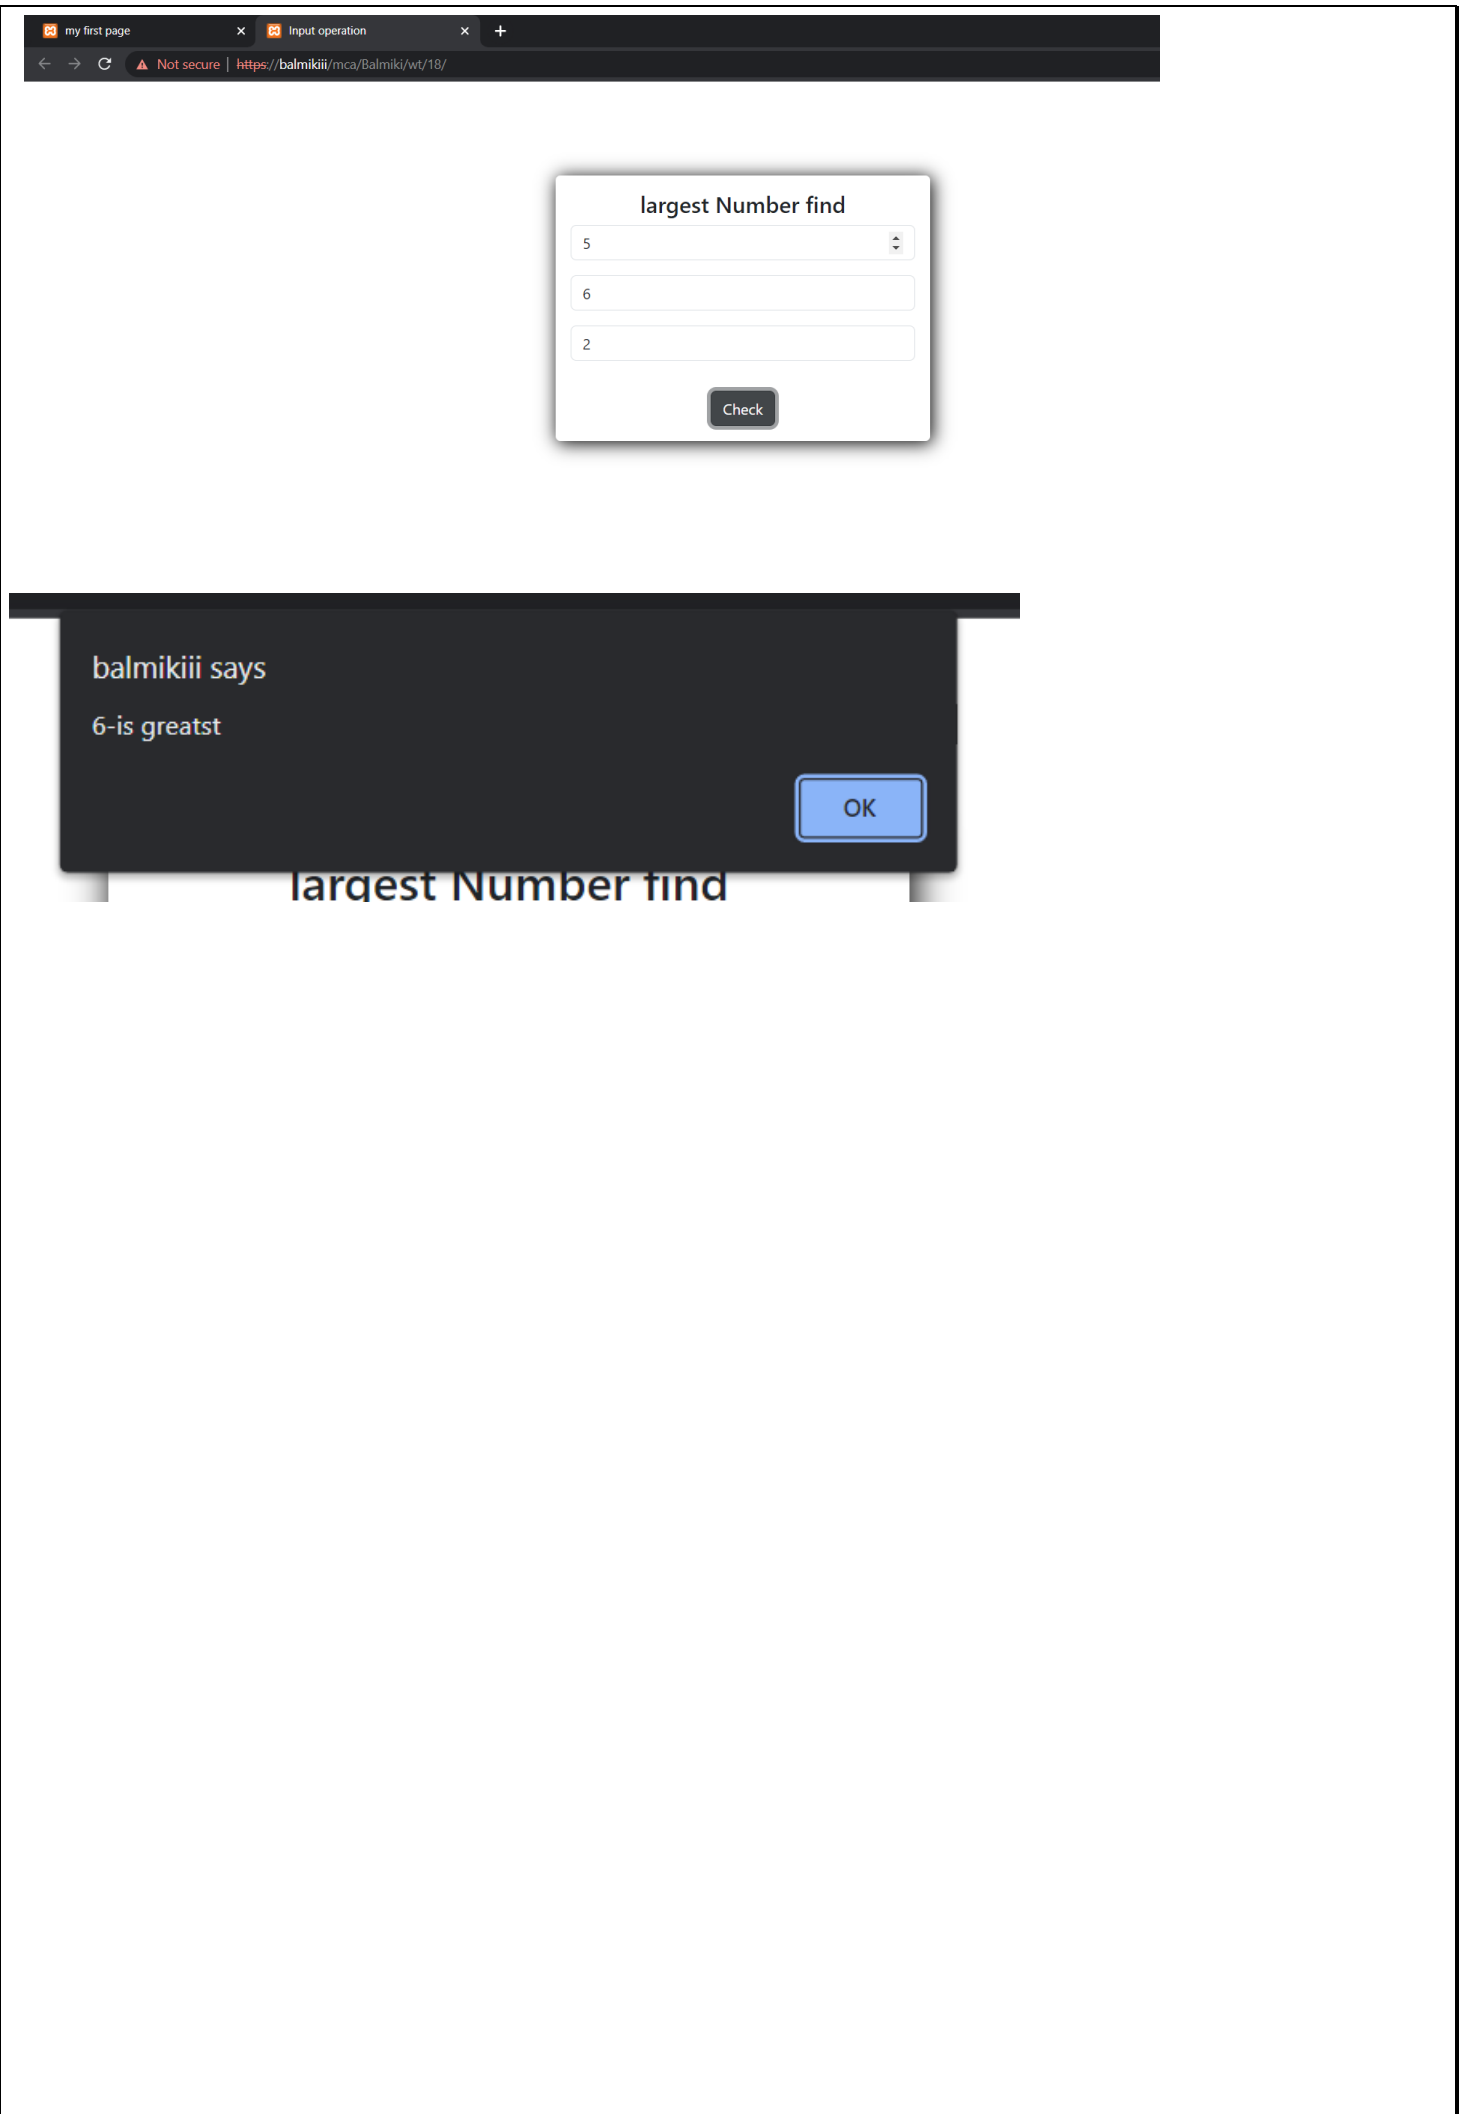 my first page
Input operation
Not secure | https://balmikiii/mca/Balmiki/wt/18/
largest Number find
5
6
2
Check
balmikiii says
6-is greatst
OK
largest Number find